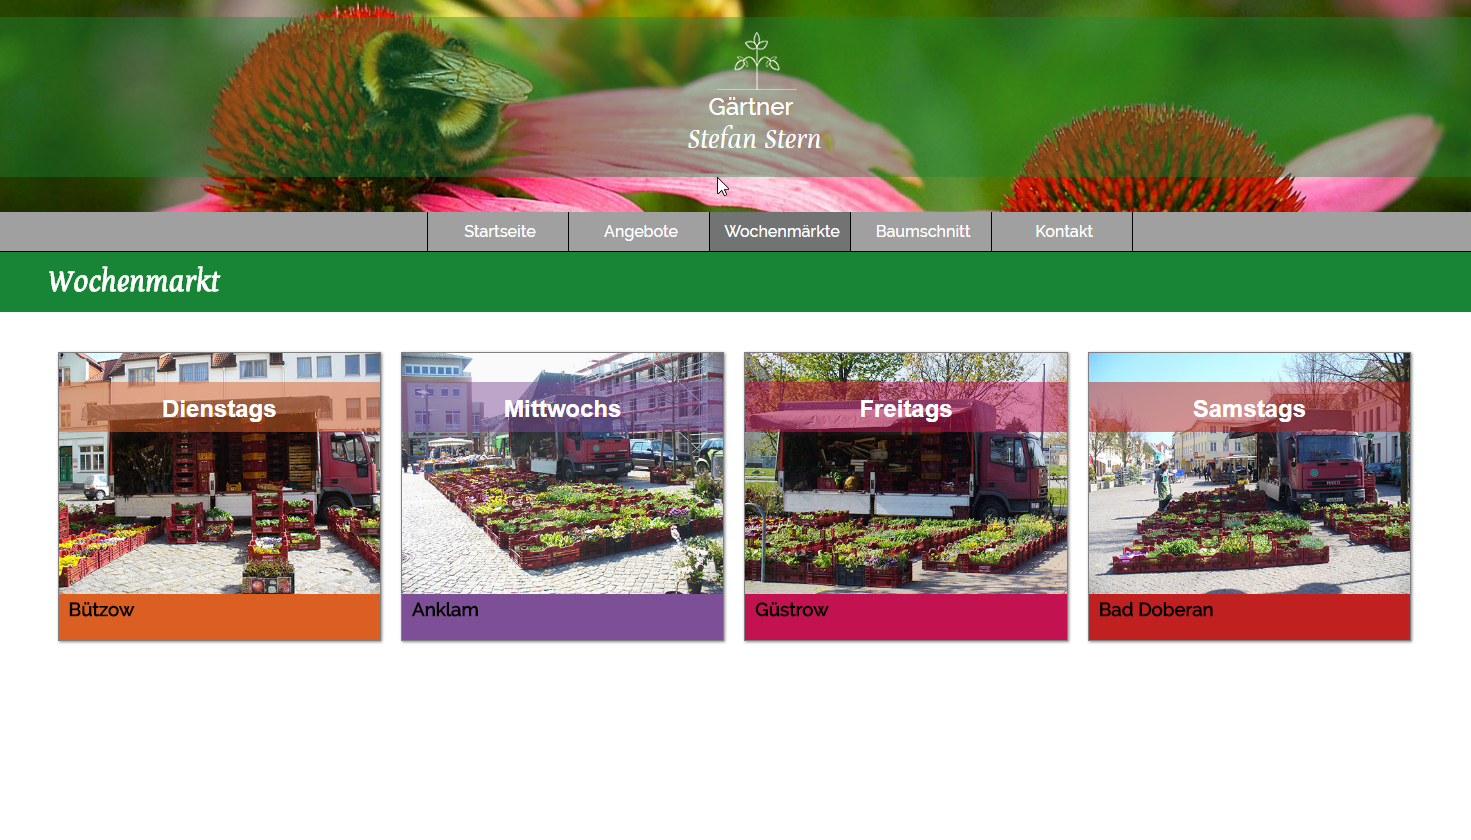 Gärtner
Stefan Stern
Startseite Angebote Wochenmärkte Baumschnitt Kontakt
Wochenmarkt
Dienstags Mittwochs Freitags Samstags
Bützow Anklam Güstrow Bad Doberan